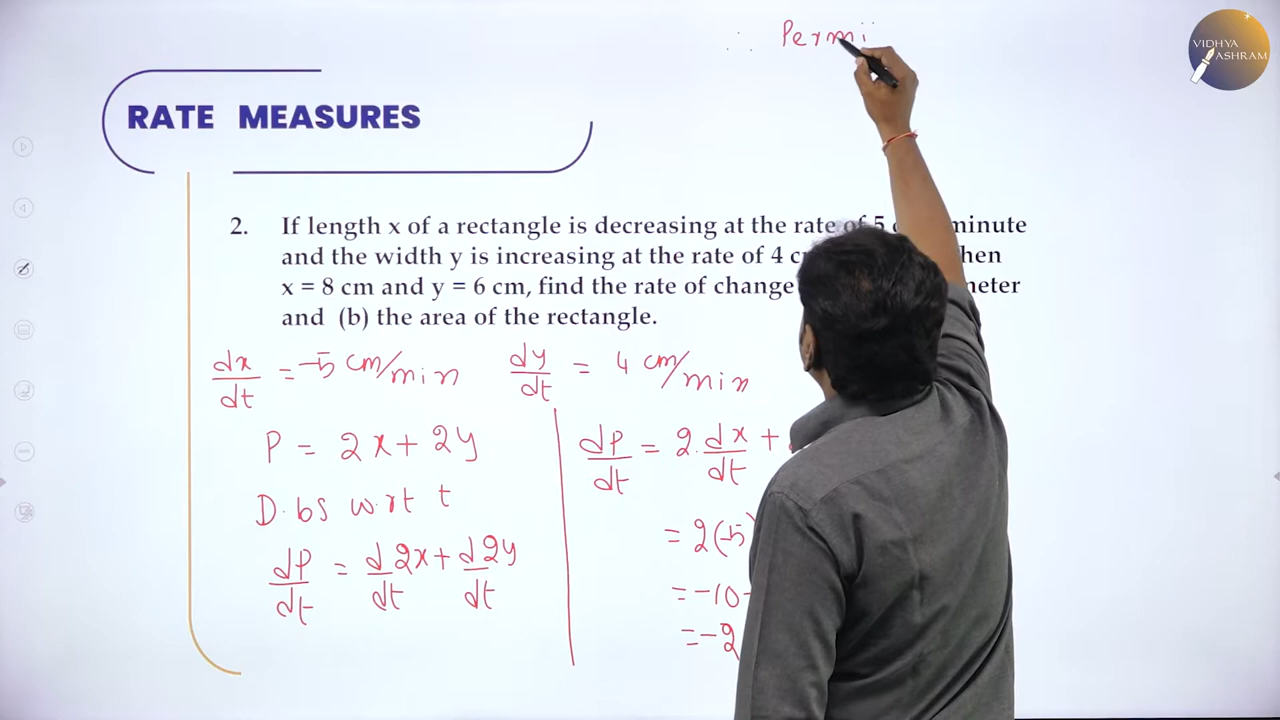 ∴ Permi
VIDHYA
ASHRAM
RATE MEASURES
2. If length x of a rectangle is decreasing at the rate of 5 minute
and the width y is increasing at the rate of 4
x = 8 cm and y = 6 cm, find the rate of change
and (b) the area of the rectangle.
dx/dt = -5 cm/min dy/dt = 4 cm/min
P = 2x + 2y
D.bs w.rt t
dP/dt = d2x/dt + d2y/dt
dP/dt = 2.dx/dt +
= 2(-5)
= -10
= -2